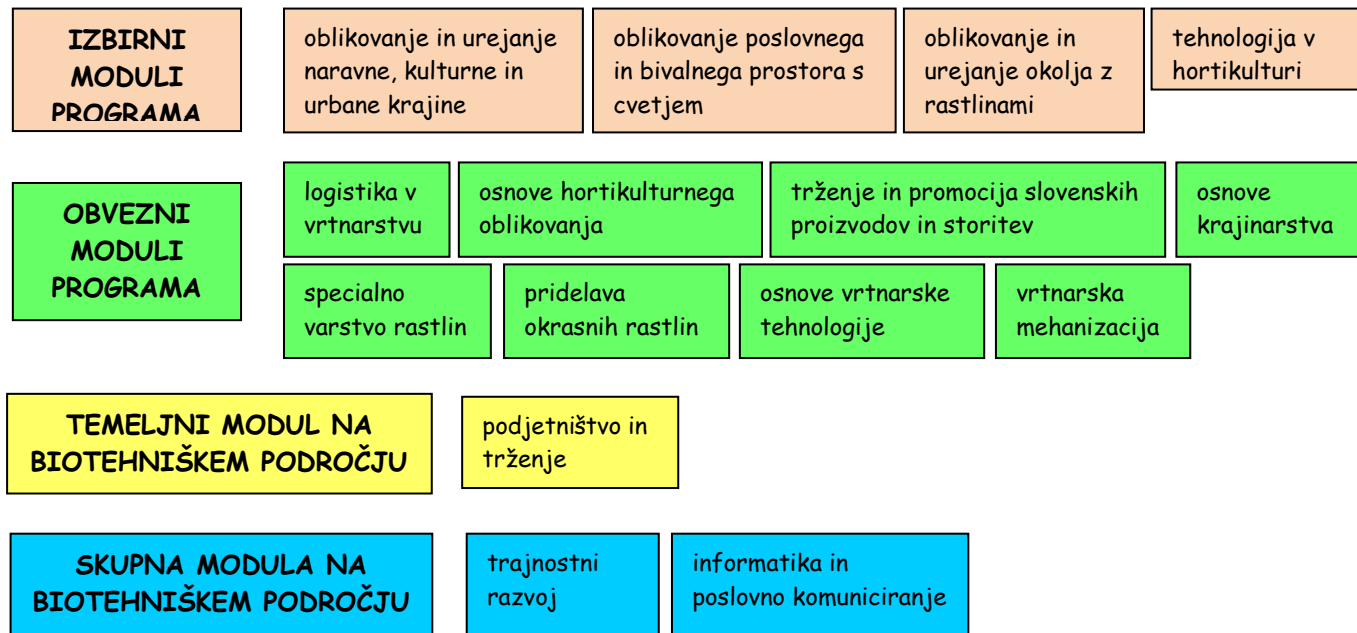 IZBIRNI
MODULI
PROGRAMA
oblikovanje in urejanje
naravne, kulturne in
urbane krajine
oblikovanje poslovnega
in bivalnega prostora s
cvetjem
oblikovanje in
urejanje okolja z
rastlinami
tehnologija v
hortikulturi
OBVEZNI
MODULI
PROGRAMA
logistika v
vrtnarstvu
osnove hortikulturnega
oblikovanja
trženje in promocija slovenskih
proizvodov in storitev
osnove
krajinarstva
specialno
varstvo rastlin
pridelava
okrasnih rastlin
osnove vrtnarske
tehnologije
vrtnarska
mehanizacija
TEMELJNI MODUL NA
BIOTEHNIŠKEM PODROČJU
podjetništvo in
trženje
SKUPNA MODULA NA
BIOTEHNIŠKEM PODROČJU
trajnostni
razvoj
informatika in
poslovno komuniciranje